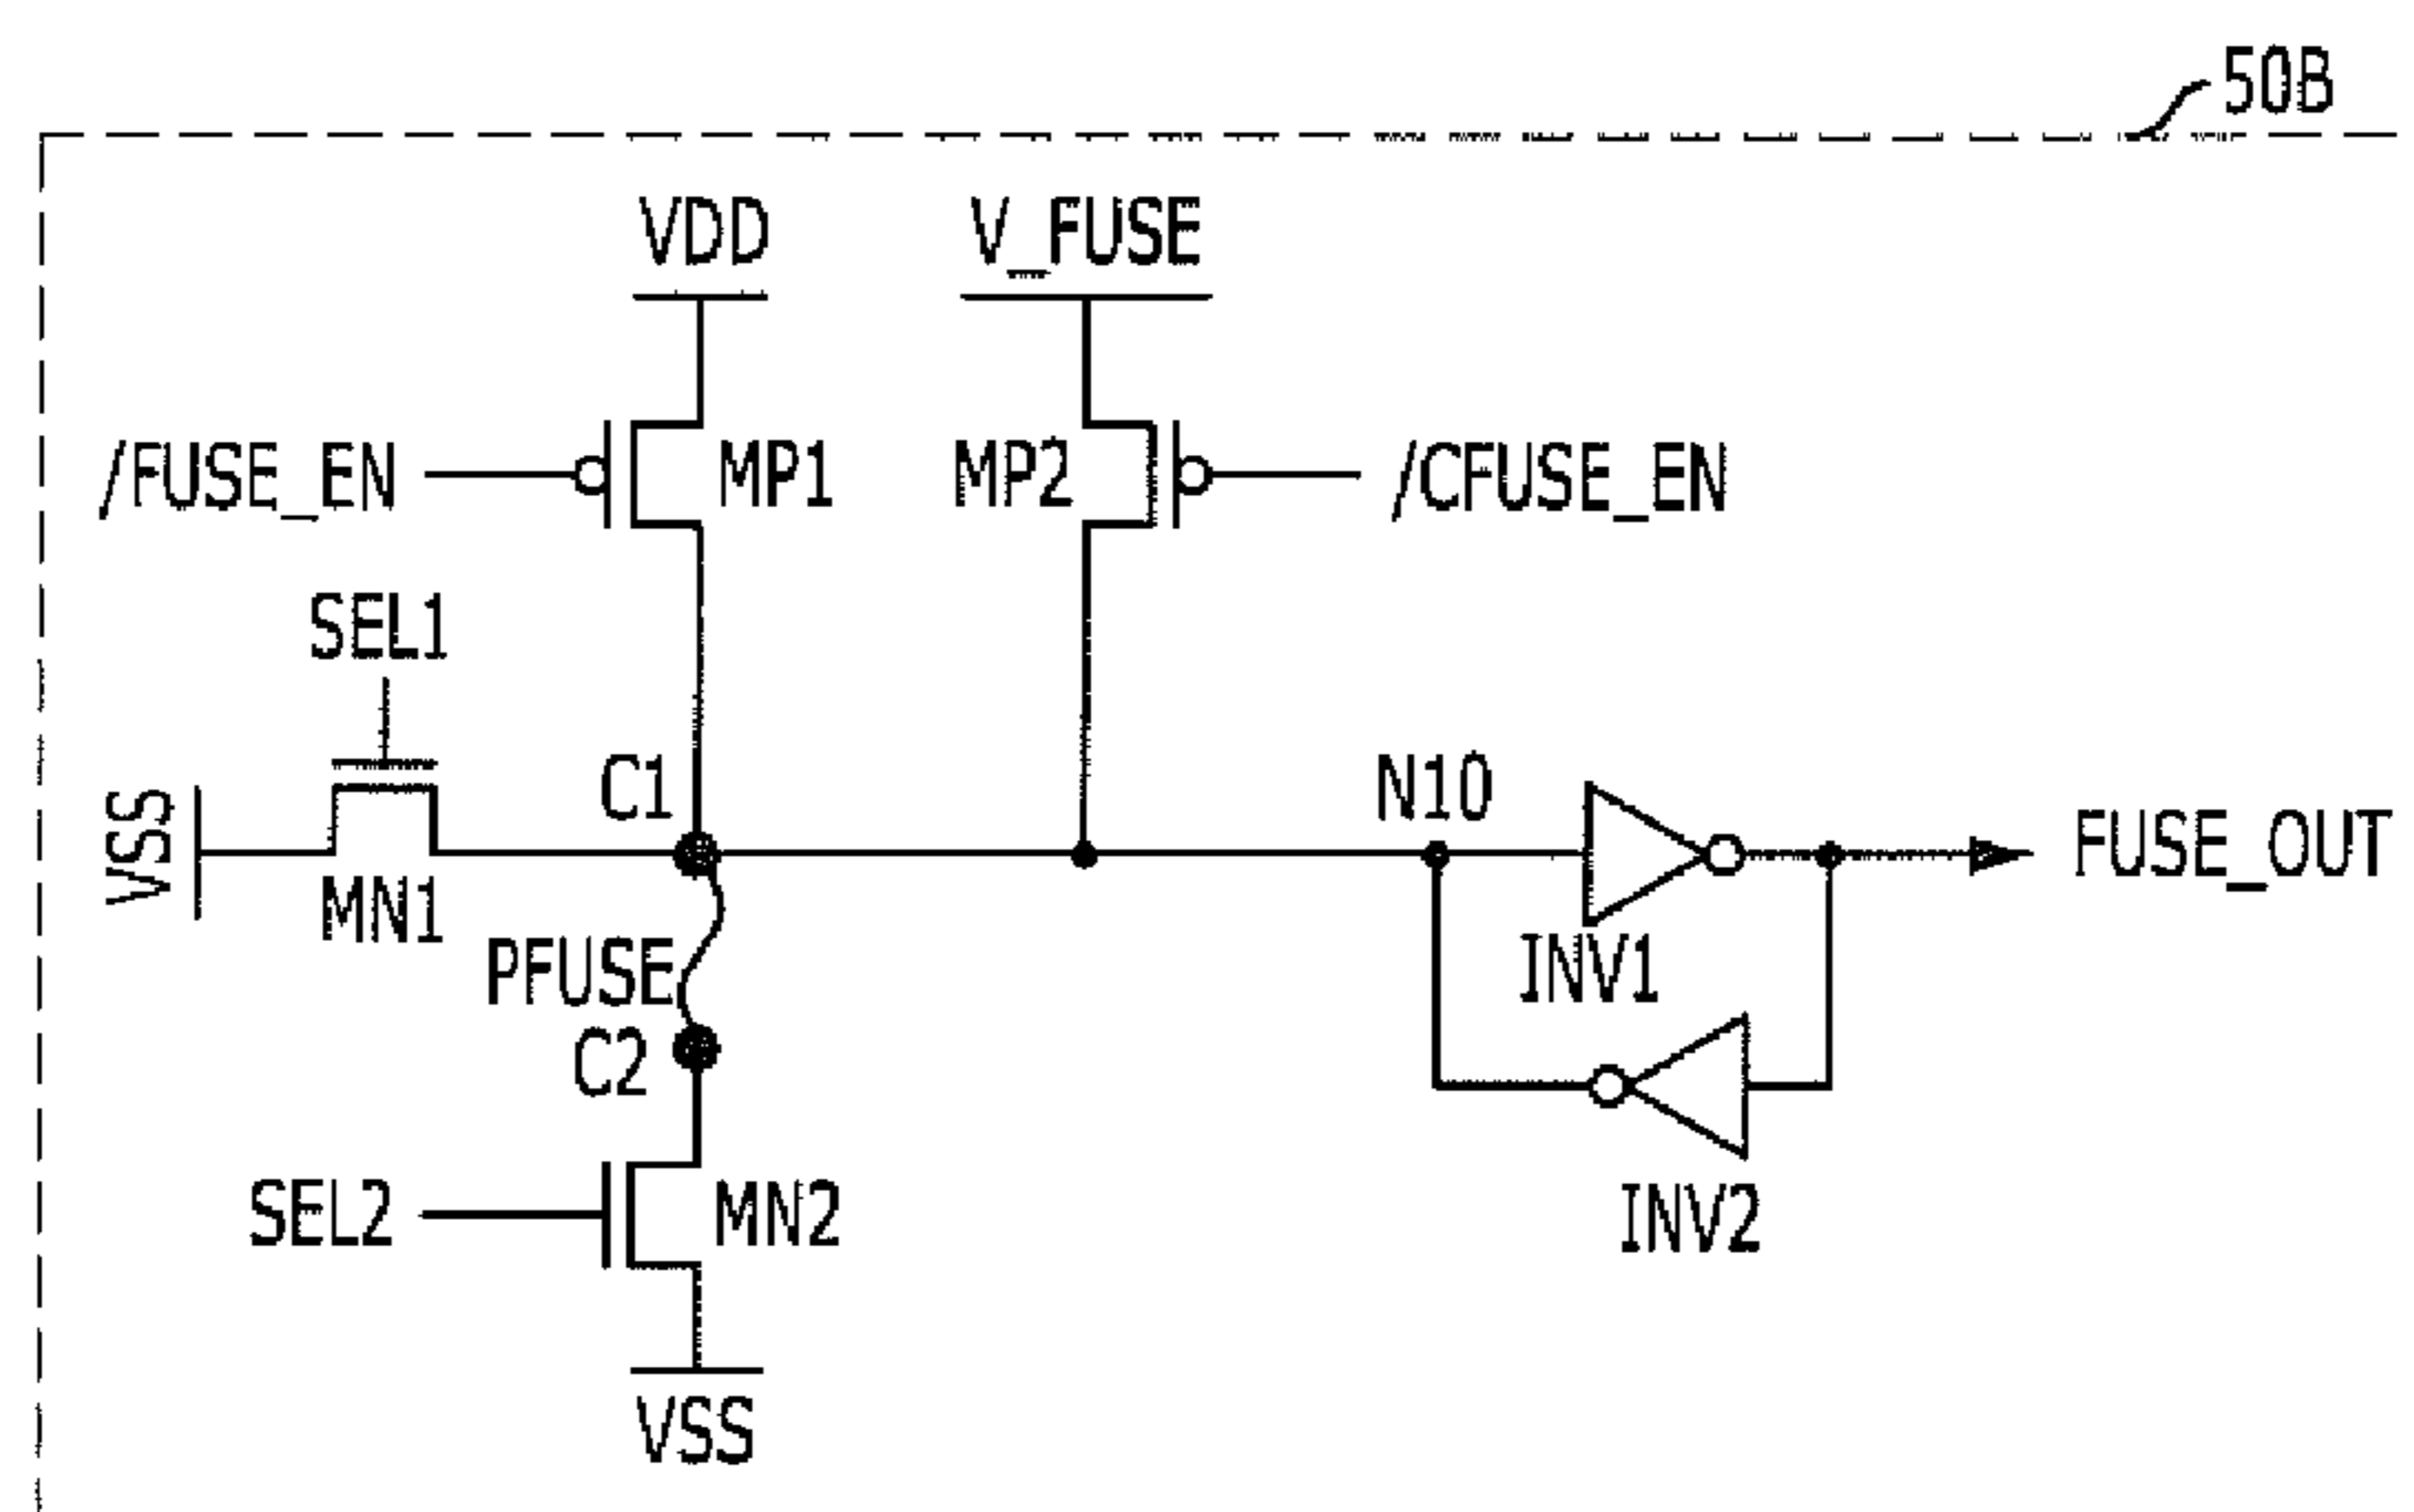 50B
VDD
V_FUSE
/FUSE_EN
MP1
MP2
/CFUSE_EN
SEL1
C1
N10
VSS
FUSE_OUT
MN1
PFUSE
INV1
C2
SEL2
MN2
INV2
VSS